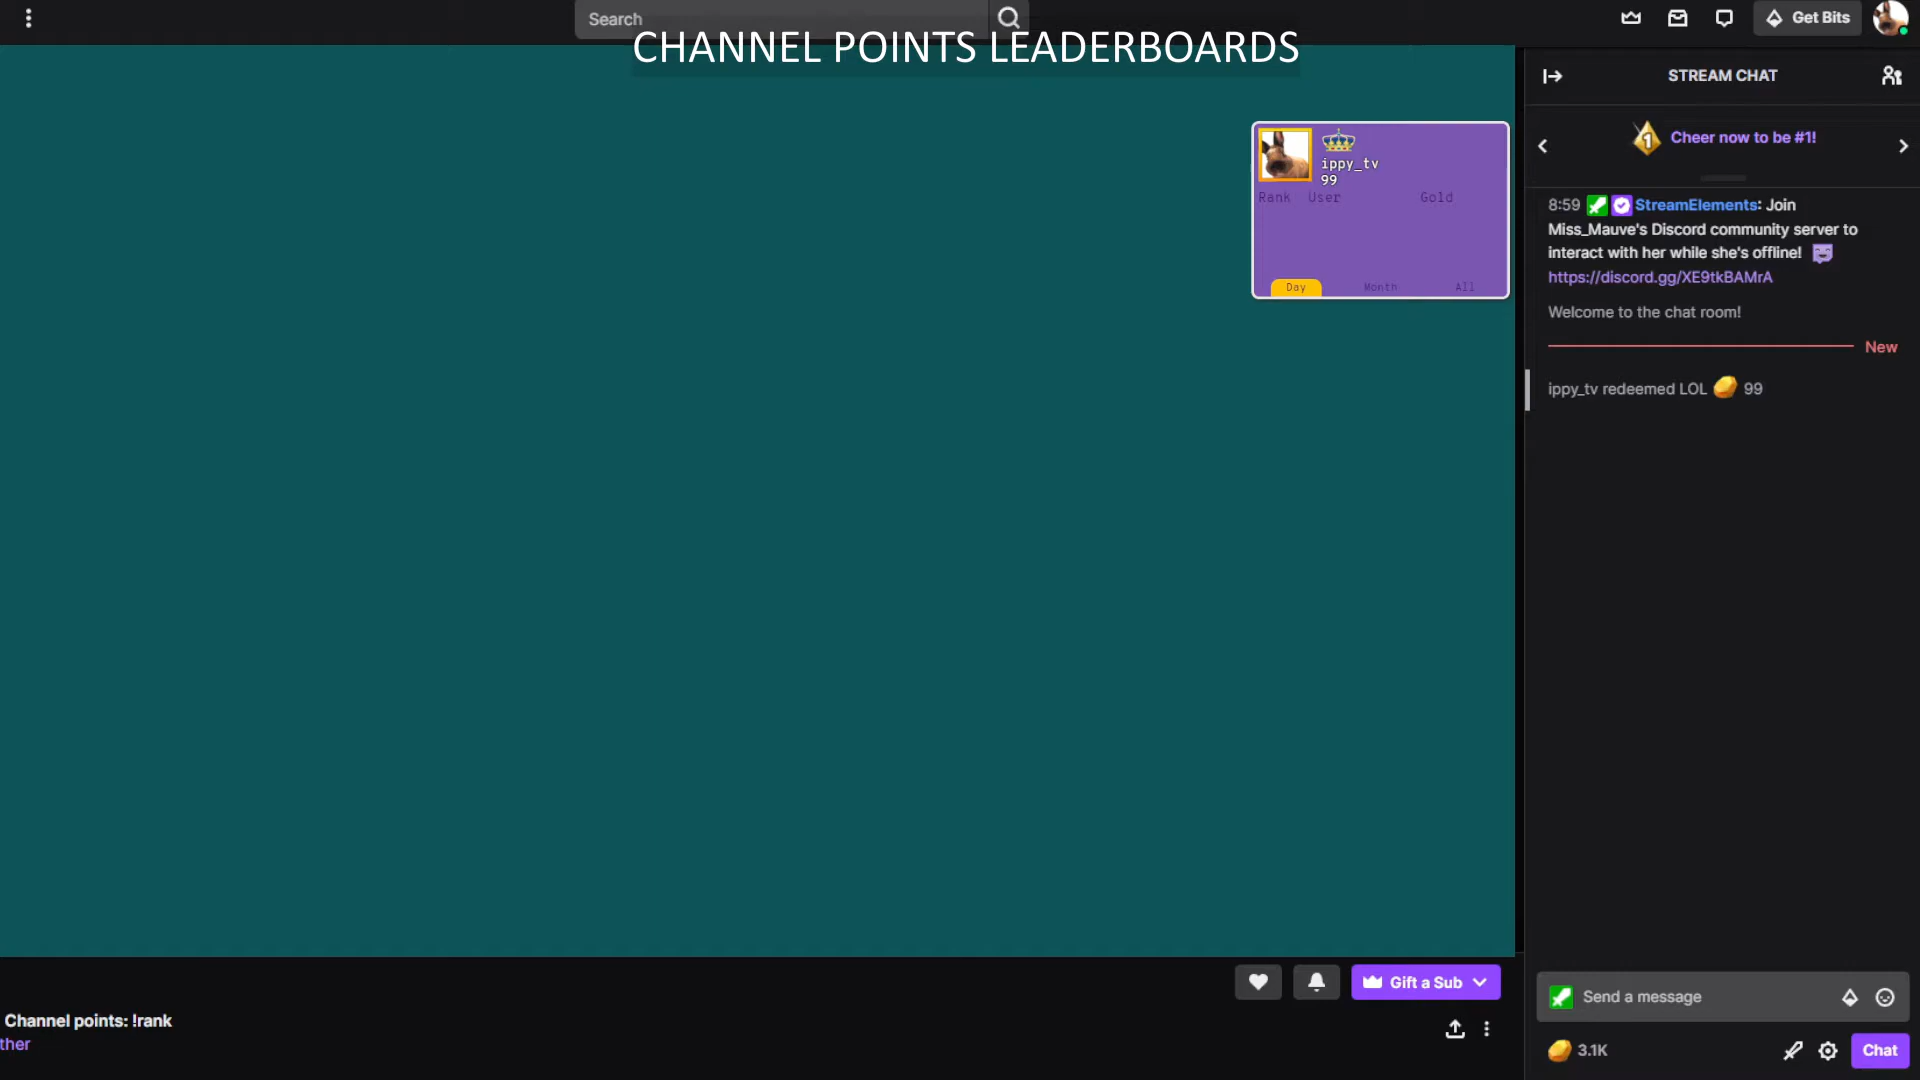 Search
Get Bits
CHANNEL POINTS LEADERBOARDS
ippy_tv
99
Rank User Gold
Day Month All
STREAM CHAT
1 Cheer now to be #1!
8:59 StreamElements: Join
Miss_Mauve's Discord community server to
interact with her while she's offline!
https://discord.gg/XE9tkBAMrA
Welcome to the chat room!
New
ippy_tv redeemed LOL 99
Gift a Sub
Channel points: !rank
ther
Send a message
3.1K
Chat